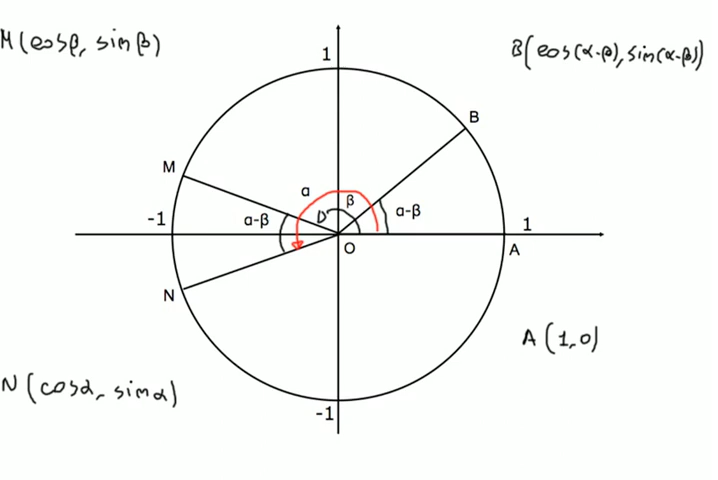 M(cosβ, sinβ)
B(cos(α-β), sin(α-β))
1
B
M
a
β
-1
a-β
D
a-β
1
O
A
N
A(1,0)
N(cosα, sinα)
-1